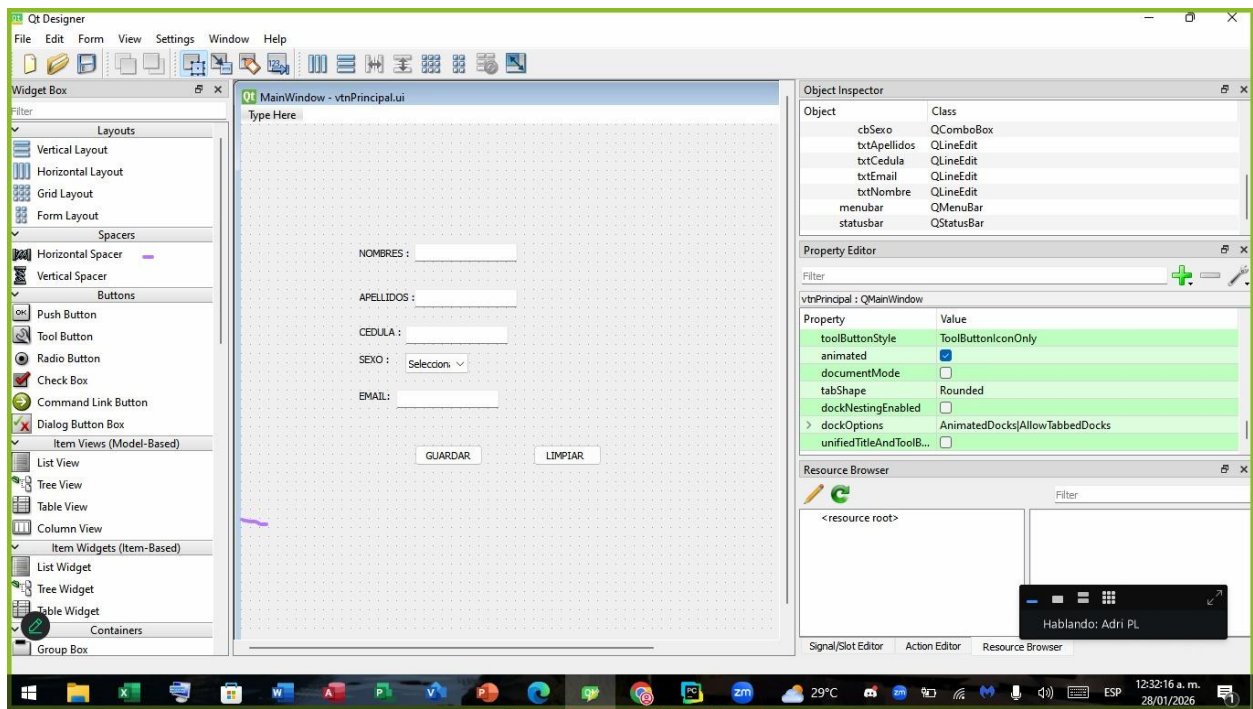 Qt Designer
File Edit Form View Settings Window Help
Widget Box
Filter
Layouts
Vertical Layout
Horizontal Layout
Grid Layout
Form Layout
Spacers
Horizontal Spacer
Vertical Spacer
Buttons
Push Button
Tool Button
Radio Button
Check Box
Command Link Button
Dialog Button Box
Item Views (Model-Based)
List View
Tree View
Table View
Column View
Item Widgets (Item-Based)
List Widget
Tree Widget
Table Widget
Containers
Group Box
MainWindow - vtnPrincipal.ui
Type Here
NOMBRES :
APELLIDOS :
CEDULA :
SEXO : Seleccion
EMAIL:
GUARDAR LIMPIAR
Object Inspector
Object Class
cbSexo QComboBox
txtApellidos QLineEdit
txtCedula QLineEdit
txtEmail QLineEdit
txtNombre QLineEdit
menubar QMenuBar
statusbar QStatusBar
Property Editor
Filter
vtnPrincipal : QMainWindow
Property Value
toolButtonStyle ToolButtonIconOnly
animated
documentMode
tabShape Rounded
dockNestingEnabled
dockOptions AnimatedDocks|AllowTabbedDocks
unifiedTitleAndToolB...
Resource Browser
Filter
<resource root>
Hablando: Adri PL
Signal/Slot Editor Action Editor Resource Browser
29°C ESP 12:32:16 a. m.
28/01/2026